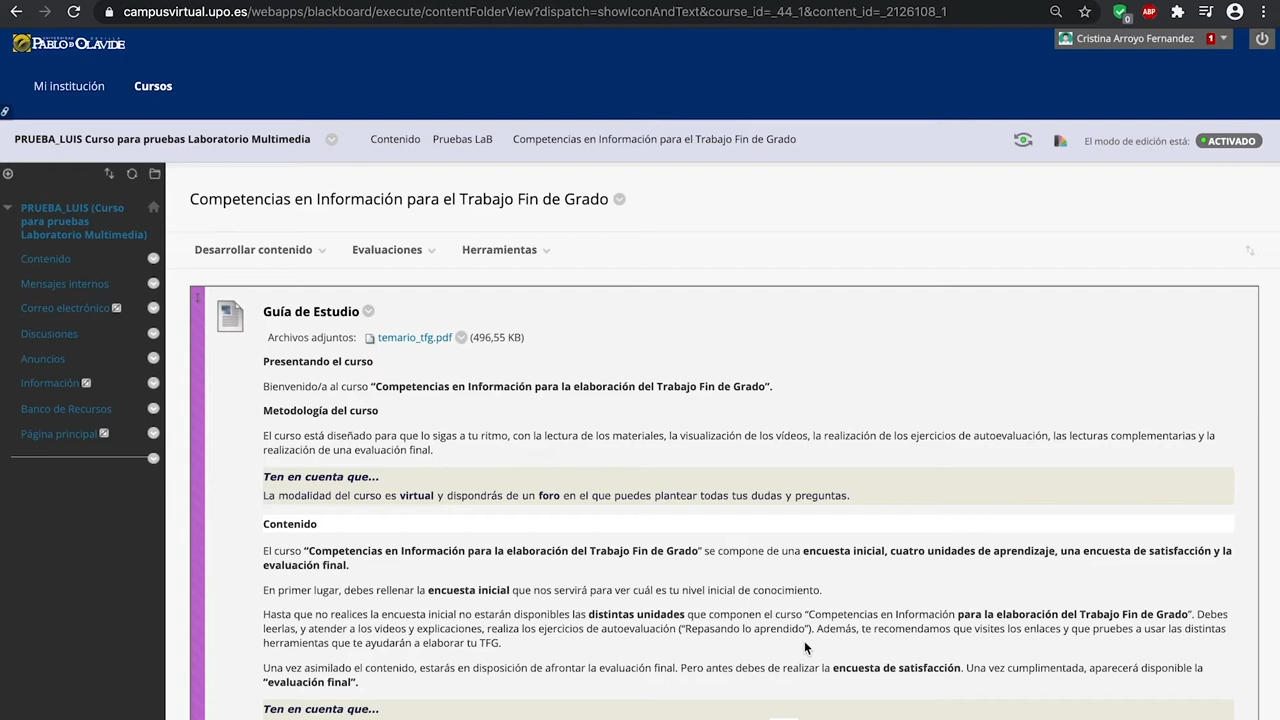 campusvirtual.upo.es/webapps/blackboard/execute/contentFolderView?dispatch=showIconAndText&course_id=_44_1&content_id=_2126108_1
0
ABP
PABLO D OLAVIDE
Cristina Arroyo Fernandez 1
Mi institución Cursos
PRUEBA_LUIS Curso para pruebas Laboratorio Multimedia Contenido Pruebas LaB Competencias en Información para el Trabajo Fin de Grado El modo de edición está: ACTIVADO
PRUEBA_LUIS (Curso
para pruebas
Laboratorio Multimedia)
Contenido
Mensajes internos
Correo electrónico
Discusiones
Anuncios
Información
Banco de Recursos
Página principal
Competencias en Información para el Trabajo Fin de Grado
Desarrollar contenido Evaluaciones Herramientas
Guía de Estudio
Archivos adjuntos: temario_tfg.pdf (496,55 KB)
Presentando el curso
Bienvenido/a al curso “Competencias en Información para la elaboración del Trabajo Fin de Grado”.
Metodología del curso
El curso está diseñado para que lo sigas a tu ritmo, con la lectura de los materiales, la visualización de los vídeos, la realización de los ejercicios de autoevaluación, las lecturas complementarias y la
realización de una evaluación final.
Ten en cuenta que...
La modalidad del curso es virtual y dispondrás de un foro en el que puedes plantear todas tus dudas y preguntas.
Contenido
El curso “Competencias en Información para la elaboración del Trabajo Fin de Grado” se compone de una encuesta inicial, cuatro unidades de aprendizaje, una encuesta de satisfacción y la
evaluación final.
En primer lugar, debes rellenar la encuesta inicial que nos servirá para ver cuál es tu nivel inicial de conocimiento.
Hasta que no realices la encuesta inicial no estarán disponibles las distintas unidades que componen el curso “Competencias en Información para la elaboración del Trabajo Fin de Grado”. Debes
leerlas, y atender a los videos y explicaciones, realiza los ejercicios de autoevaluación (“Repasando lo aprendido”). Además, te recomendamos que visites los enlaces y que pruebes a usar las distintas
herramientas que te ayudarán a elaborar tu TFG.
Una vez asimilado el contenido, estarás en disposición de afrontar la evaluación final. Pero antes debes de realizar la encuesta de satisfacción. Una vez cumplimentada, aparecerá disponible la
“evaluación final”.
Ten en cuenta que...